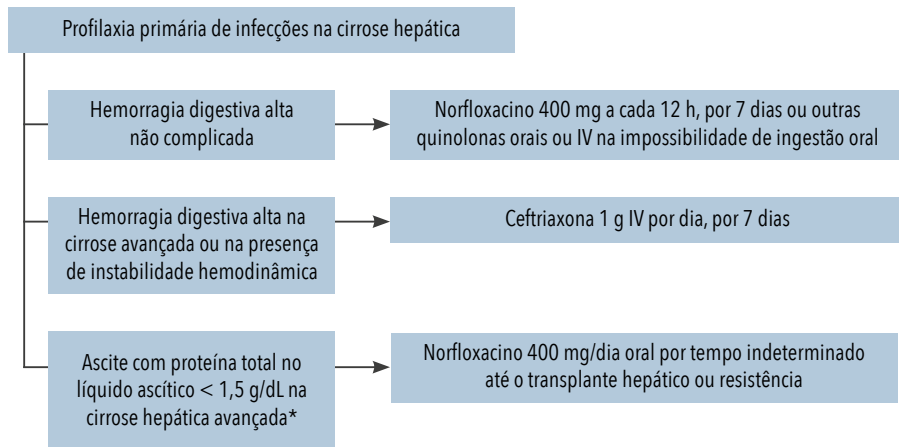 Profilaxia primária de infecções na cirrose hepática
Hemorragia digestiva alta
não complicada
Norfloxacino 400 mg a cada 12 h, por 7 dias ou outras
quinolonas orais ou IV na impossibilidade de ingestão oral
Hemorragia digestiva alta na
cirrose avançada ou na presença
de instabilidade hemodinâmica
Ceftriaxona 1 g IV por dia, por 7 dias
Ascite com proteína total no
líquido ascítico < 1,5 g/dL na
cirrose hepática avançada*
Norfloxacino 400 mg/dia oral por tempo indeterminado
até o transplante hepático ou resistência